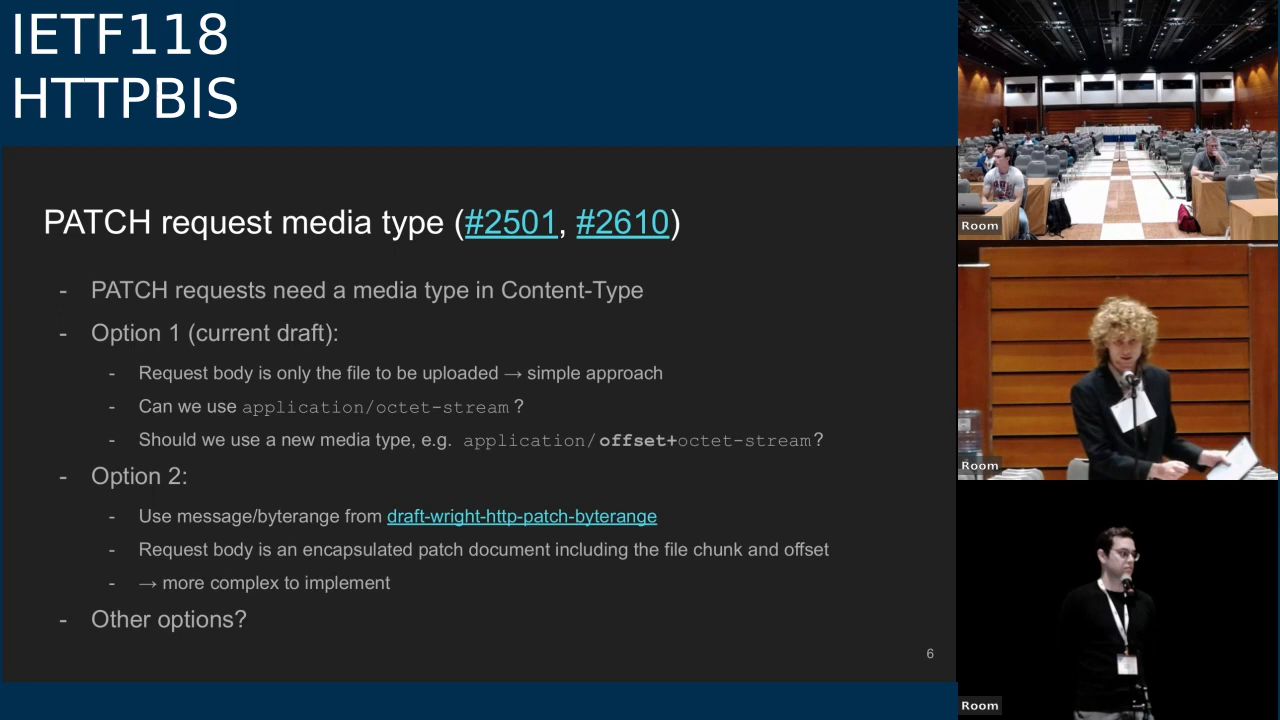 IETF118
HTTPBIS
PATCH request media type (#2501, #2610)
- PATCH requests need a media type in Content-Type
- Option 1 (current draft):
- Request body is only the file to be uploaded → simple approach
- Can we use application/octet-stream ?
- Should we use a new media type, e.g. application/offset+octet-stream?
- Option 2:
- Use message/byterange from draft-wright-http-patch-byterange
- Request body is an encapsulated patch document including the file chunk and offset
- → more complex to implement
- Other options?
6
Room
Room
Room